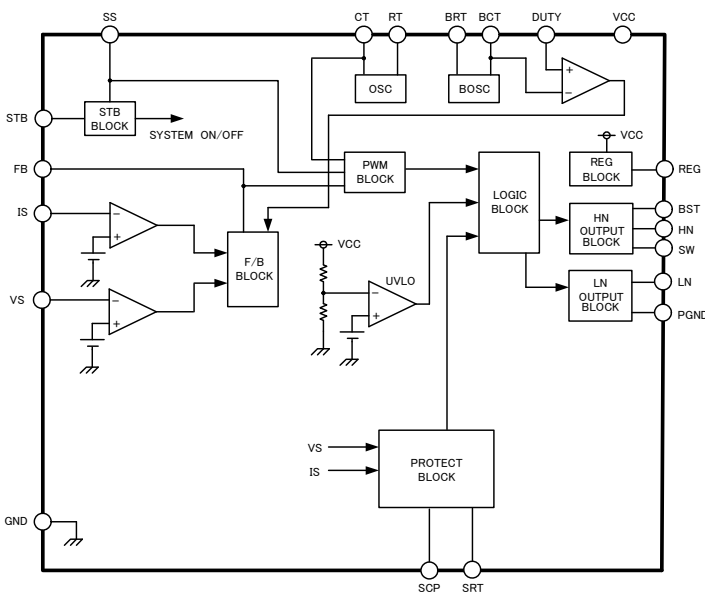 SS
CT
RT
BRT
BCT
DUTY
VCC
OSC
BOSC
+
−
STB
STB
BLOCK
SYSTEM ON/OFF
VCC
FB
PWM
BLOCK
REG
BLOCK
REG
LOGIC
BLOCK
IS
−
+
HN
OUTPUT
BLOCK
BST
HN
SW
F/B
BLOCK
VCC
UVLO
−
+
VS
−
+
LN
OUTPUT
BLOCK
LN
PGND
VS
IS
PROTECT
BLOCK
GND
SCP
SRT